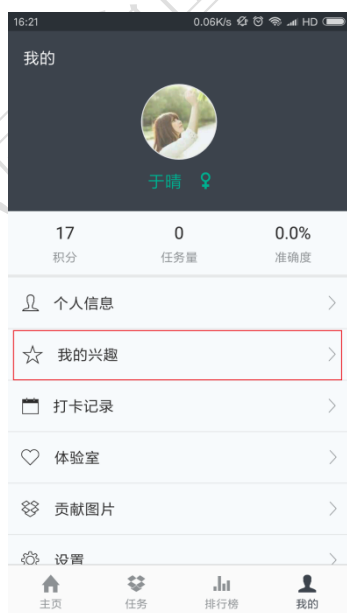 16:21 0.06K/s HD
我的
于晴
17 0 0.0%
积分 任务量 准确度
个人信息
我的兴趣
打卡记录
体验室
贡献图片
设置
主页 任务 排行榜 我的